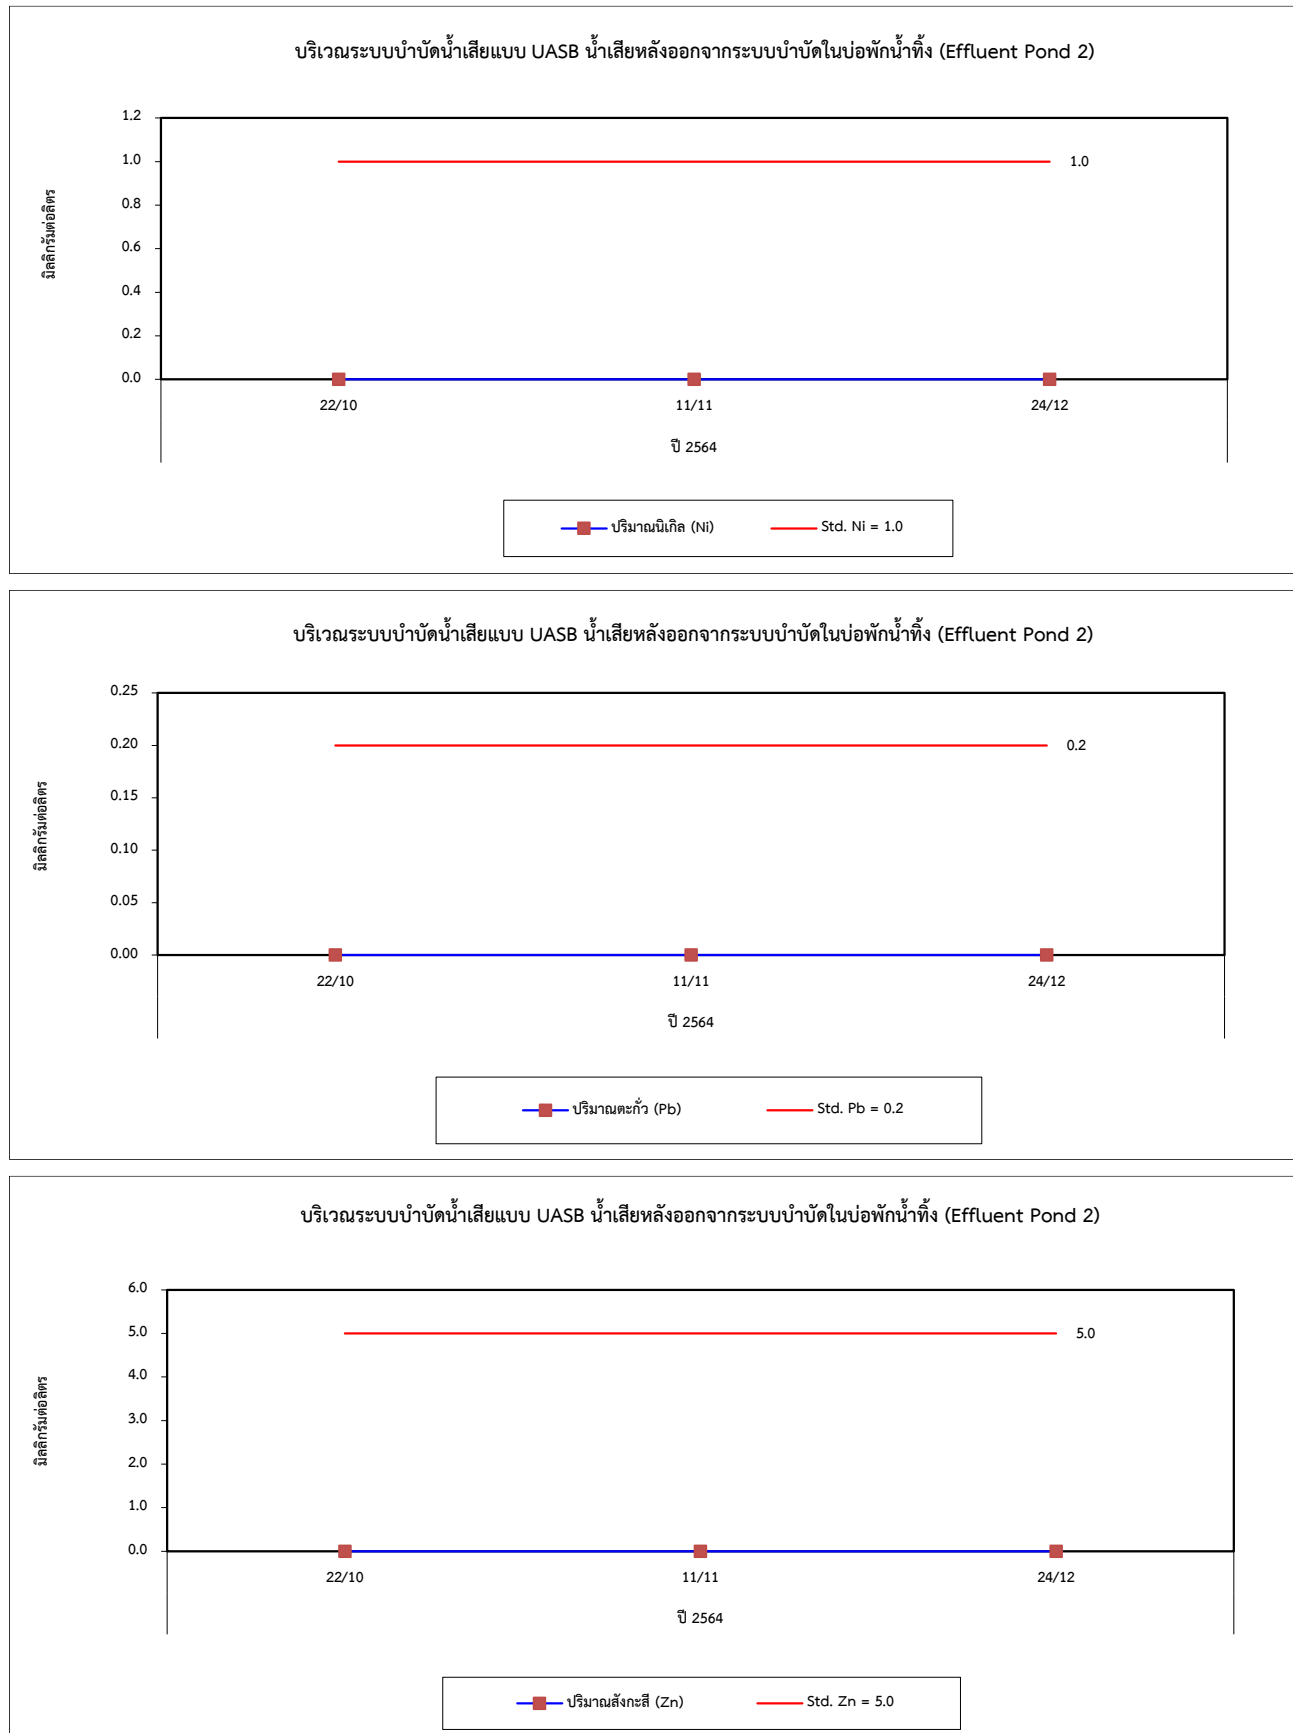 บริเวณระบบบำบัดน้ำเสียแบบ UASB น้ำเสียหลังออกจากระบบบำบัดในบ่อพักน้ำทิ้ง (Effluent Pond 2)
มิลลิกรัมต่อลิตร
1.2
1.0
0.8
0.6
0.4
0.2
0.0
1.0
22/10 11/11 24/12
ปี 2564
ปริมาณนิเกิล (Ni) Std. Ni = 1.0
บริเวณระบบบำบัดน้ำเสียแบบ UASB น้ำเสียหลังออกจากระบบบำบัดในบ่อพักน้ำทิ้ง (Effluent Pond 2)
มิลลิกรัมต่อลิตร
0.25
0.20
0.15
0.10
0.05
0.00
0.2
22/10 11/11 24/12
ปี 2564
ปริมาณตะกั่ว (Pb) Std. Pb = 0.2
บริเวณระบบบำบัดน้ำเสียแบบ UASB น้ำเสียหลังออกจากระบบบำบัดในบ่อพักน้ำทิ้ง (Effluent Pond 2)
มิลลิกรัมต่อลิตร
6.0
5.0
4.0
3.0
2.0
1.0
0.0
5.0
22/10 11/11 24/12
ปี 2564
ปริมาณสังกะสี (Zn) Std. Zn = 5.0